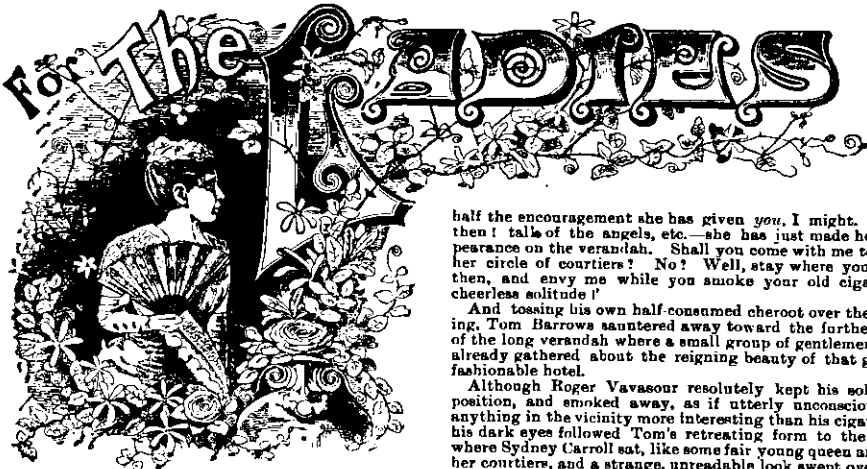 For The LADIES
half the encouragement she has given you, I might.
then ! talk of the angels, etc.—she has just made he
pearance on the verandah. Shall you come with me t
her circle of courtiers ? No ? Well, stay where you
then, and envy me while you smoke your old ciga
cheerless solitude !'
And tossing his own half-consumed cheroot over the
ing, Tom Barrows sauntered away toward the furthe
of the long verandah where a small group of gentlemen
already gathered about the reigning beauty of that g
fashionable hotel.
Although Roger Vavasour resolutely kept his sol
position, and smoked away, as if utterly unconscio
anything in the vicinity more interesting than his ciga
his dark eyes followed Tom's retreating form to the
where Sydney Carroll sat, like some fair young queen a
her courtiers, and a strange, unreadable look swept